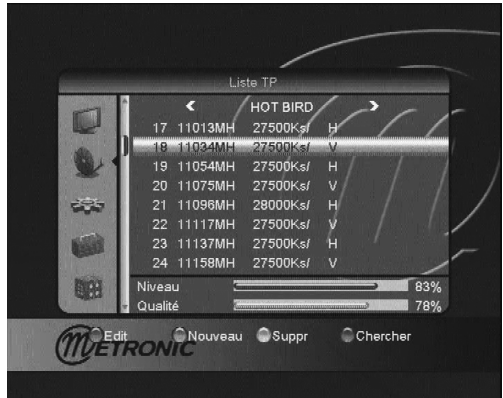 Liste TP
HOT BIRD
17 11013MH 27500Ks/ H
18 11034MH 27500Ks/ V
19 11054MH 27500Ks/ H
20 11075MH 27500Ks/ V
21 11096MH 28000Ks/ H
22 11117MH 27500Ks/ V
23 11137MH 27500Ks/ H
24 11158MH 27500Ks/ V
Niveau 83%
Qualité 78%
Edit Nouveau Suppr Chercher
METRONIC